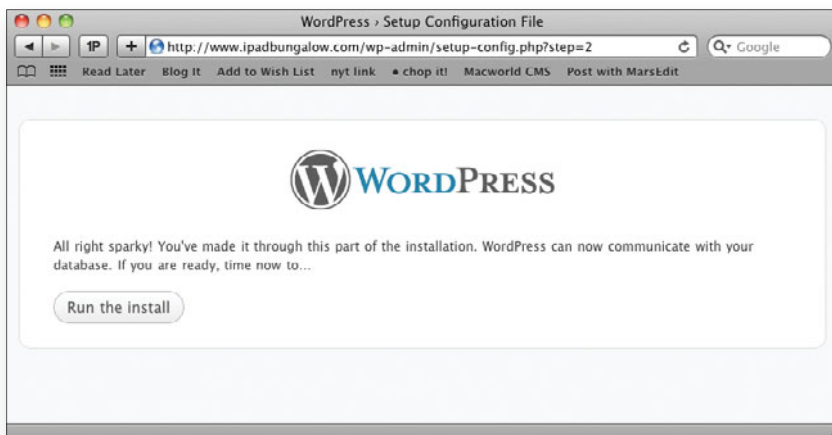 WordPress › Setup Configuration File
1P + http://www.ipadbungalow.com/wp-admin/setup-config.php?step=2 Google
Read Later Blog It Add to Wish List nyt link • chop it! Macworld CMS Post with MarsEdit
W WORDPRESS
All right sparky! You've made it through this part of the installation. WordPress can now communicate with your
database. If you are ready, time now to...
Run the install